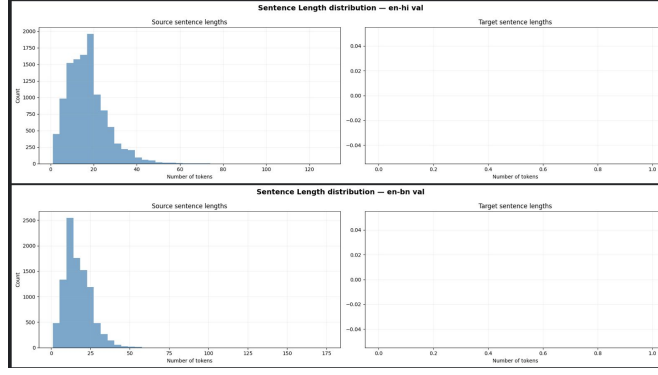 Sentence Length distribution — en-hi val
Source sentence lengths
Target sentence lengths
Count
2000
1750
1500
1250
1000
750
500
250
0
0 20 40 60 80 100 120
Number of tokens
0.04
0.02
0.00
−0.02
−0.04
0.0 0.2 0.4 0.6 0.8 1.0
Number of tokens
Sentence Length distribution — en-bn val
Source sentence lengths
Target sentence lengths
Count
2500
2000
1500
1000
500
0
0 25 50 75 100 125 150 175
Number of tokens
0.04
0.02
0.00
−0.02
−0.04
0.0 0.2 0.4 0.6 0.8 1.0
Number of tokens